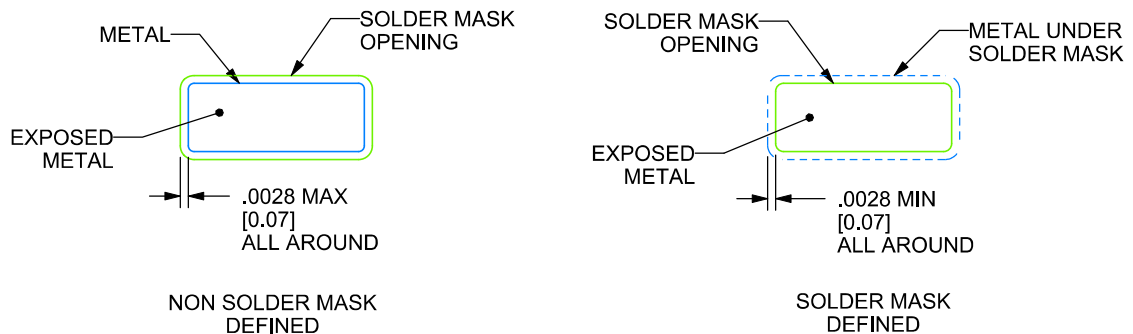 METAL
SOLDER MASK
OPENING
EXPOSED
METAL
.0028 MAX
[0.07]
ALL AROUND
NON SOLDER MASK
DEFINED
SOLDER MASK
OPENING
METAL UNDER
SOLDER MASK
EXPOSED
METAL
.0028 MIN
[0.07]
ALL AROUND
SOLDER MASK
DEFINED